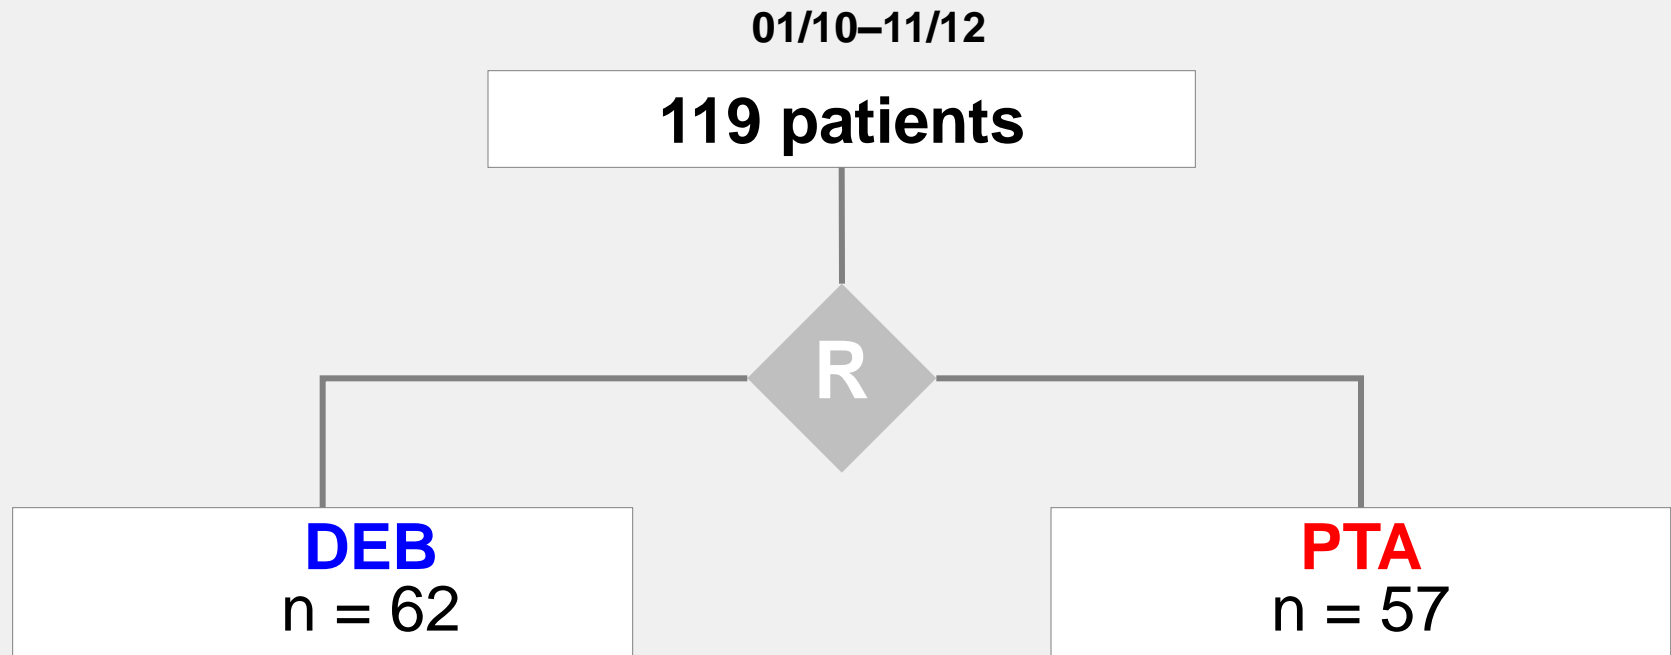 01/10–11/12
119 patients
R
DEB
n = 62
PTA
n = 57